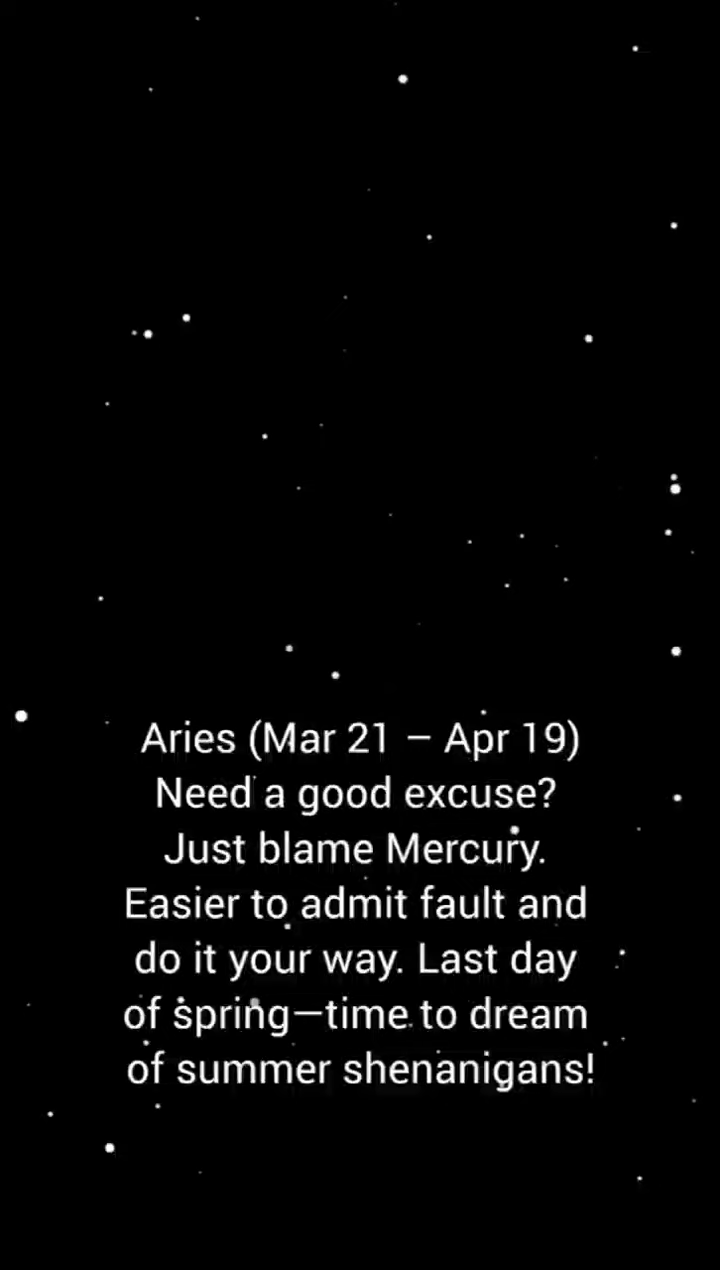 Aries (Mar 21 – Apr 19)
Need a good excuse?
Just blame Mercury.
Easier to admit fault and
do it your way. Last day
of spring—time to dream
of summer shenanigans!